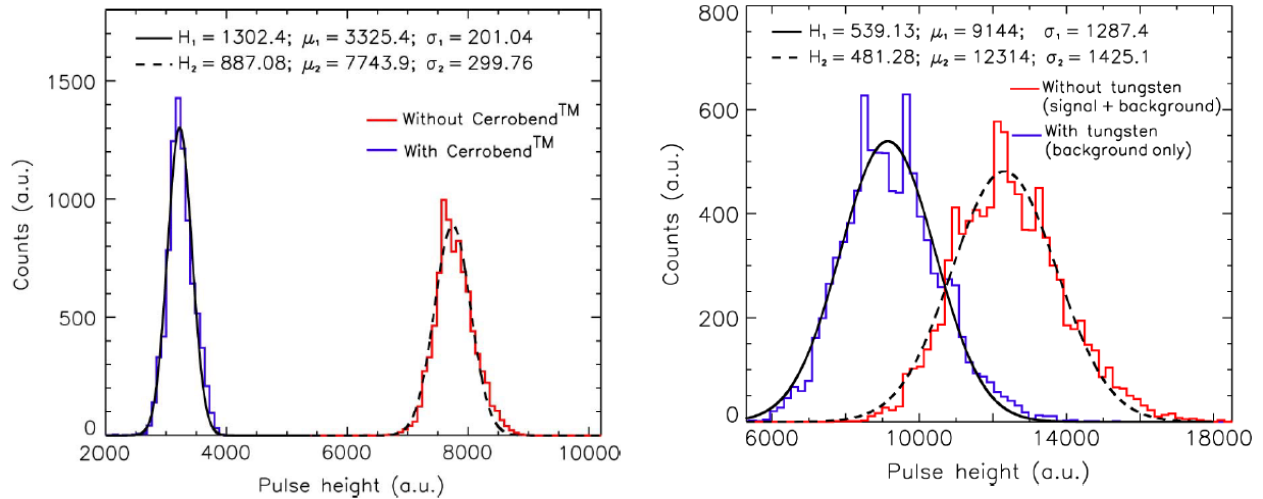 H₁ = 1302.4; μ₁ = 3325.4; σ₁ = 201.04
H₂ = 887.08; μ₂ = 7743.9; σ₂ = 299.76
Without Cerrobend™
With Cerrobend™
1500
1000
500
0
Counts (a.u.)
2000 4000 6000 8000 10000
Pulse height (a.u.)
H₁ = 539.13; μ₁ = 9144; σ₁ = 1287.4
H₂ = 481.28; μ₂ = 12314; σ₂ = 1425.1
Without tungsten
(signal + background)
With tungsten
(background only)
800
600
400
200
0
Counts (a.u.)
6000 10000 14000 18000
Pulse height (a.u.)